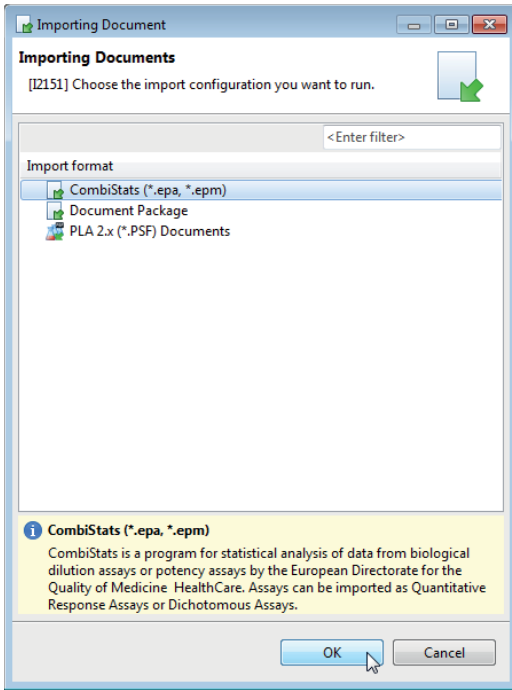 Importing Document
Importing Documents
[I2151] Choose the import configuration you want to run.
<Enter filter>
Import format
CombiStats (*.epa, *.epm)
Document Package
PLA 2.x (*.PSF) Documents
CombiStats (*.epa, *.epm)
CombiStats is a program for statistical analysis of data from biological
dilution assays or potency assays by the European Directorate for the
Quality of Medicine  HealthCare. Assays can be imported as Quantitative
Response Assays or Dichotomous Assays.
OK
Cancel